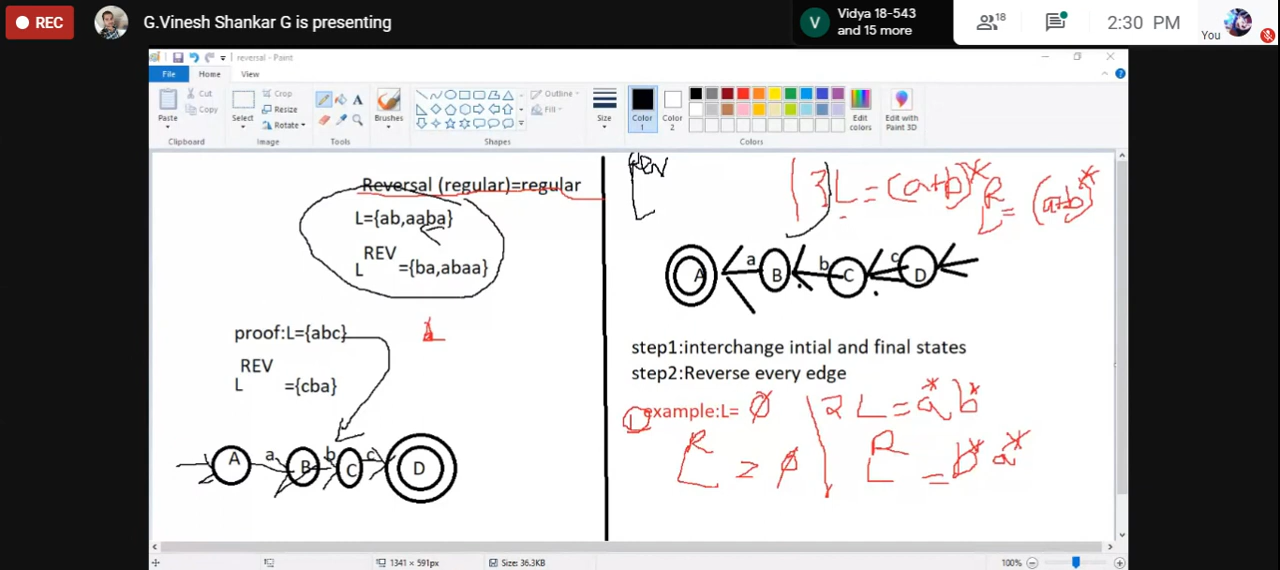 REC
G.Vinesh Shankar G is presenting
V
Vidya 18-543
and 15 more
18
2:30 PM
You
reversal - Paint
File
Home
View
Paste
Cut
Copy
Clipboard
Select
Crop
Resize
Rotate
Image
A
Tools
Brushes
Shapes
Outline
Fill
Size
Color
1
Color
2
Edit
colors
Edit with
Paint 3D
Colors
Reversal (regular)=regular
L={ab,aaba}
REV
L ={ba,abaa}
proof:L={abc}
REV
L ={cba}
A a B b C c D
L
REV
L
3 L = (a+b)* R
L = (a+b)*
A a B b C c D
step1:interchange intial and final states
step2:Reverse every edge
1 example:L= ∅
R
L = ∅
2 L = a* b*
R
L = b* a*
1341 × 591px
Size: 36.3KB
100%